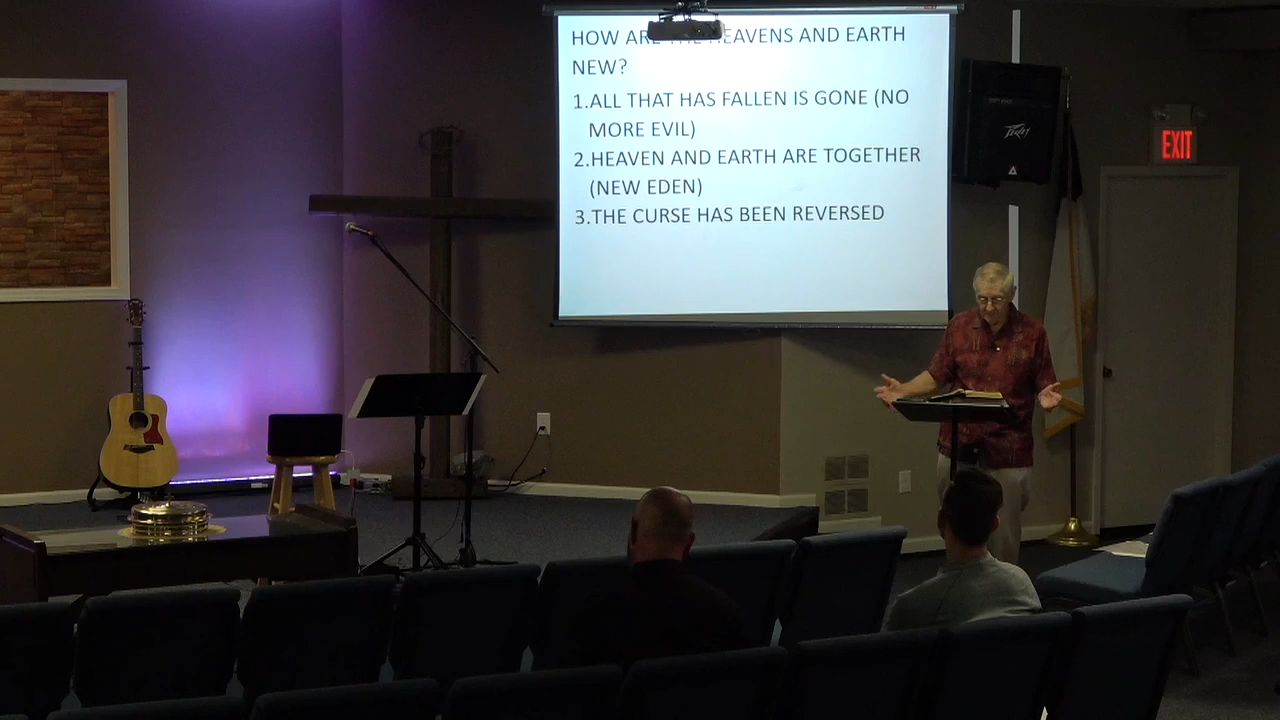 HOW ARE THE HEAVENS AND EARTH
NEW?
1.ALL THAT HAS FALLEN IS GONE (NO
MORE EVIL)
2.HEAVEN AND EARTH ARE TOGETHER
(NEW EDEN)
3.THE CURSE HAS BEEN REVERSED
Peavey
EXIT